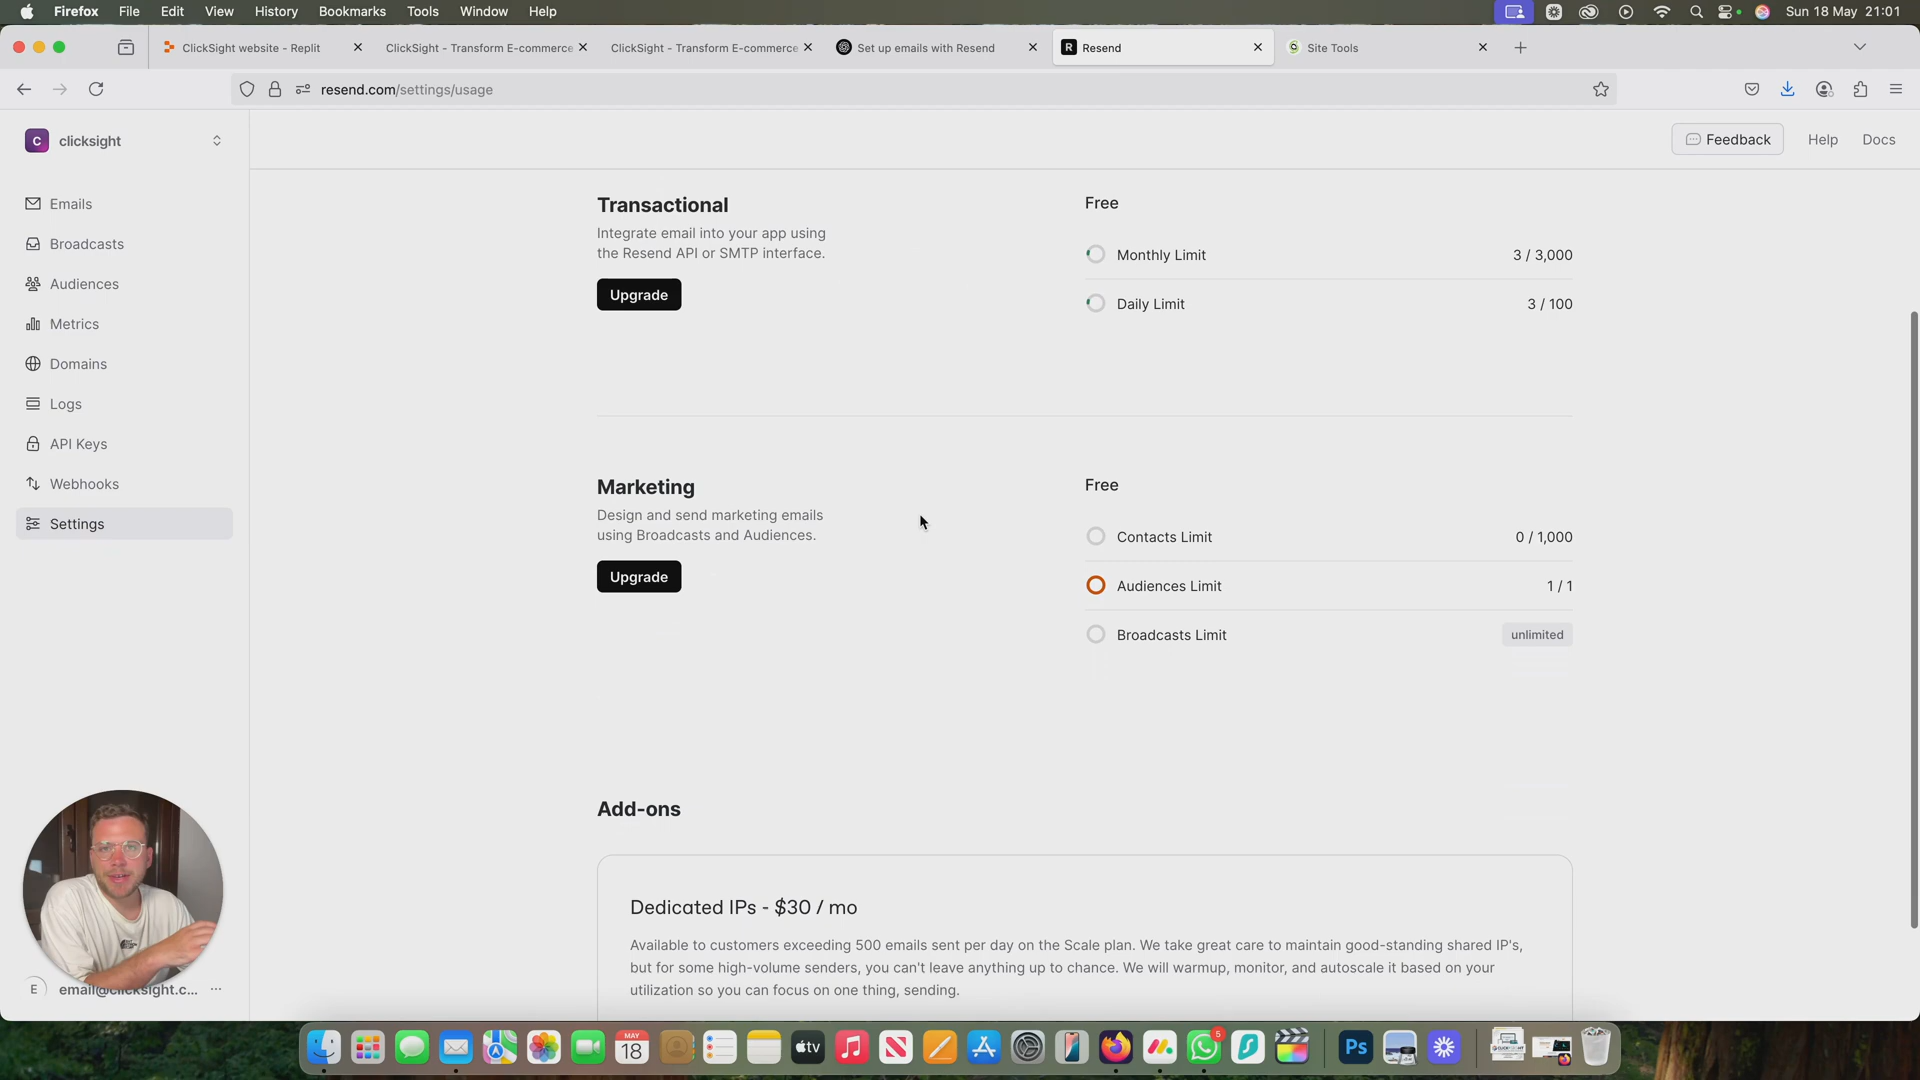 Firefox File Edit View History Bookmarks Tools Window Help
Sun 18 May 21:01
ClickSight website - Replit
ClickSight - Transform E-commerce
ClickSight - Transform E-commerce
Set up emails with Resend
R Resend
Site Tools
resend.com/settings/usage
C clicksight
Feedback Help Docs
Emails
Broadcasts
Audiences
Metrics
Domains
Logs
API Keys
Webhooks
Settings
Transactional
Integrate email into your app using
the Resend API or SMTP interface.
Upgrade
Free
Monthly Limit 3 / 3,000
Daily Limit 3 / 100
Marketing
Design and send marketing emails
using Broadcasts and Audiences.
Upgrade
Free
Contacts Limit 0 / 1,000
Audiences Limit 1 / 1
Broadcasts Limit unlimited
Add-ons
Dedicated IPs - $30 / mo
Available to customers exceeding 500 emails sent per day on the Scale plan. We take great care to maintain good-standing shared IP's,
but for some high-volume senders, you can't leave anything up to chance. We will warmup, monitor, and autoscale it based on your
utilization so you can focus on one thing, sending.
E email@clicksight.c... ...
MAY
18
tv
5
Ps